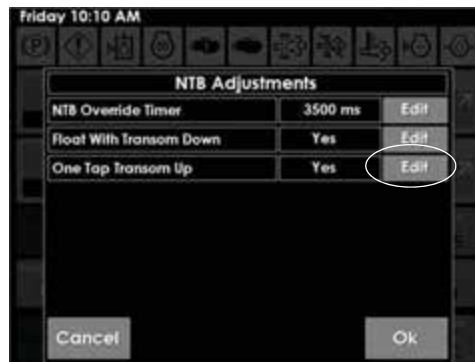 Friday 10:10 AM
NTB Adjustments
NTB Override Timer 3500 ms Edit
Float With Transom Down Yes Edit
One Tap Transom Up Yes Edit
Cancel Ok